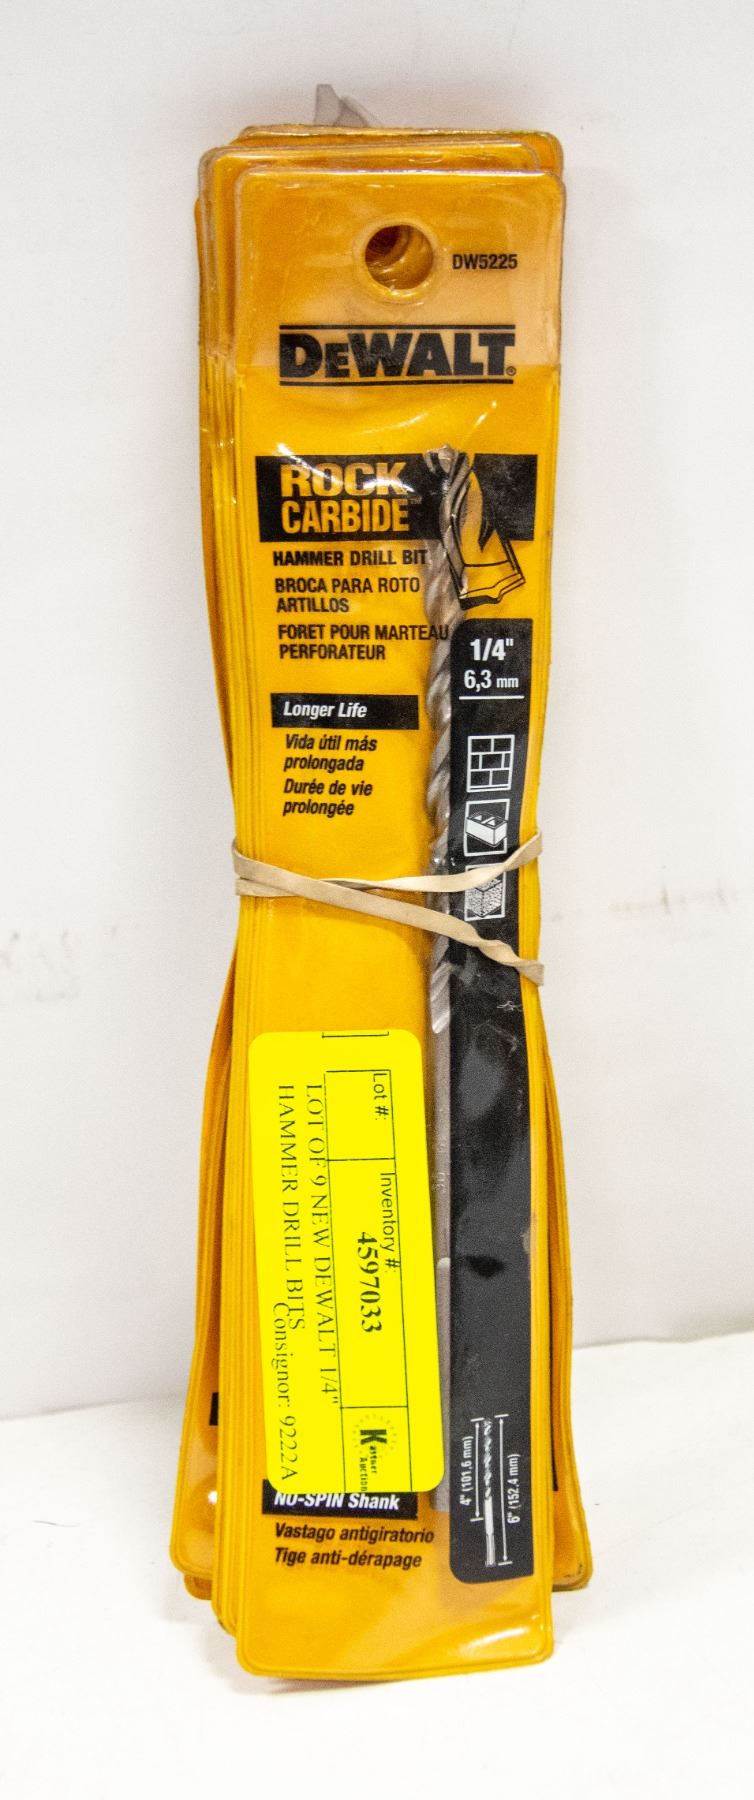 DW5225
DEWALT®
ROCK
CARBIDE™
HAMMER DRILL BIT
BROCA PARA ROTO
ARTILLOS
FORET POUR MARTEAU
PERFORATEUR
1/4"
6,3 mm
Longer Life
Vida útil más
prolongada
Durée de vie
prolongée
Lot #:
Inventory #:
4597033
LOT OF 9 NEW DEWALT 1/4"
HAMMER DRILL BITS
Consignor: 9222A
Kastner
Auction
4" (101,6 mm)
6" (152,4 mm)
NO-SPIN Shank
Vastago antigiratorio
Tige anti-dérapage